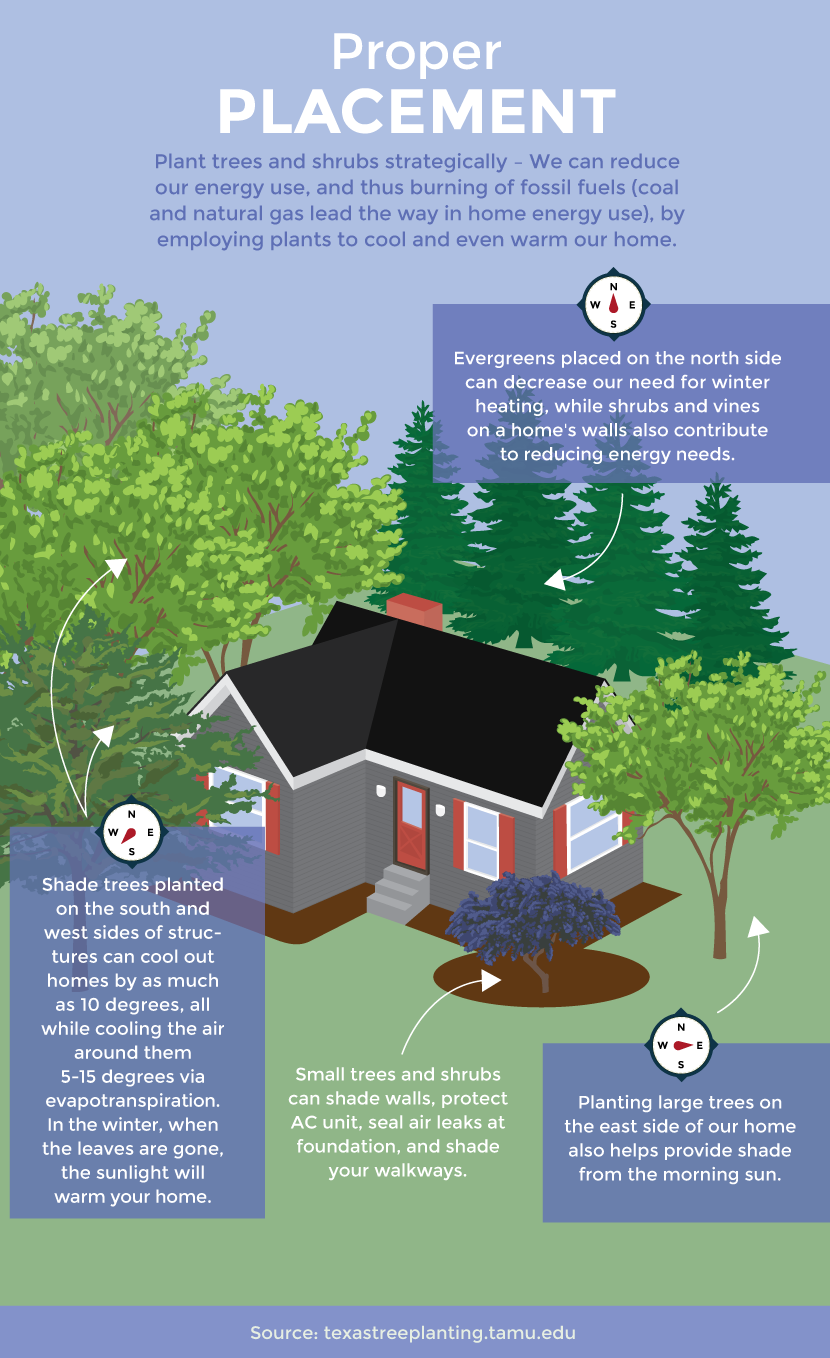 Proper
PLACEMENT
Plant trees and shrubs strategically – We can reduce
our energy use, and thus burning of fossil fuels (coal
and natural gas lead the way in home energy use), by
employing plants to cool and even warm our home.
N
W E
S
Evergreens placed on the north side
can decrease our need for winter
heating, while shrubs and vines
on a home's walls also contribute
to reducing energy needs.
N
W E
S
Shade trees planted
on the south and
west sides of struc-
tures can cool out
homes by as much
as 10 degrees, all
while cooling the air
around them
5-15 degrees via
evapotranspiration.
In the winter, when
the leaves are gone,
the sunlight will
warm your home.
Small trees and shrubs
can shade walls, protect
AC unit, seal air leaks at
foundation, and shade
your walkways.
N
W E
S
Planting large trees on
the east side of our home
also helps provide shade
from the morning sun.
Source: texastreeplanting.tamu.edu